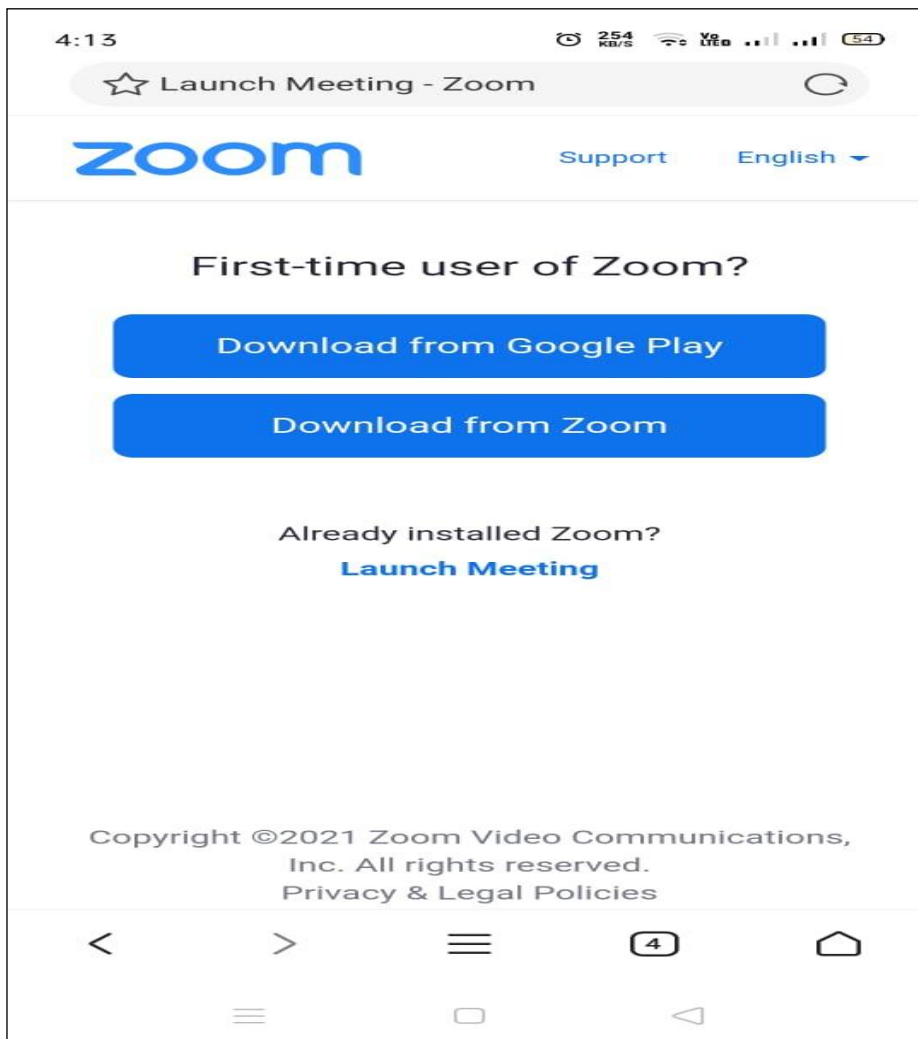 4:13 254 KB/S Vo LTE 54
Launch Meeting - Zoom
zoom Support English
First-time user of Zoom?
Download from Google Play
Download from Zoom
Already installed Zoom?
Launch Meeting
Copyright ©2021 Zoom Video Communications,
Inc. All rights reserved.
Privacy & Legal Policies
4